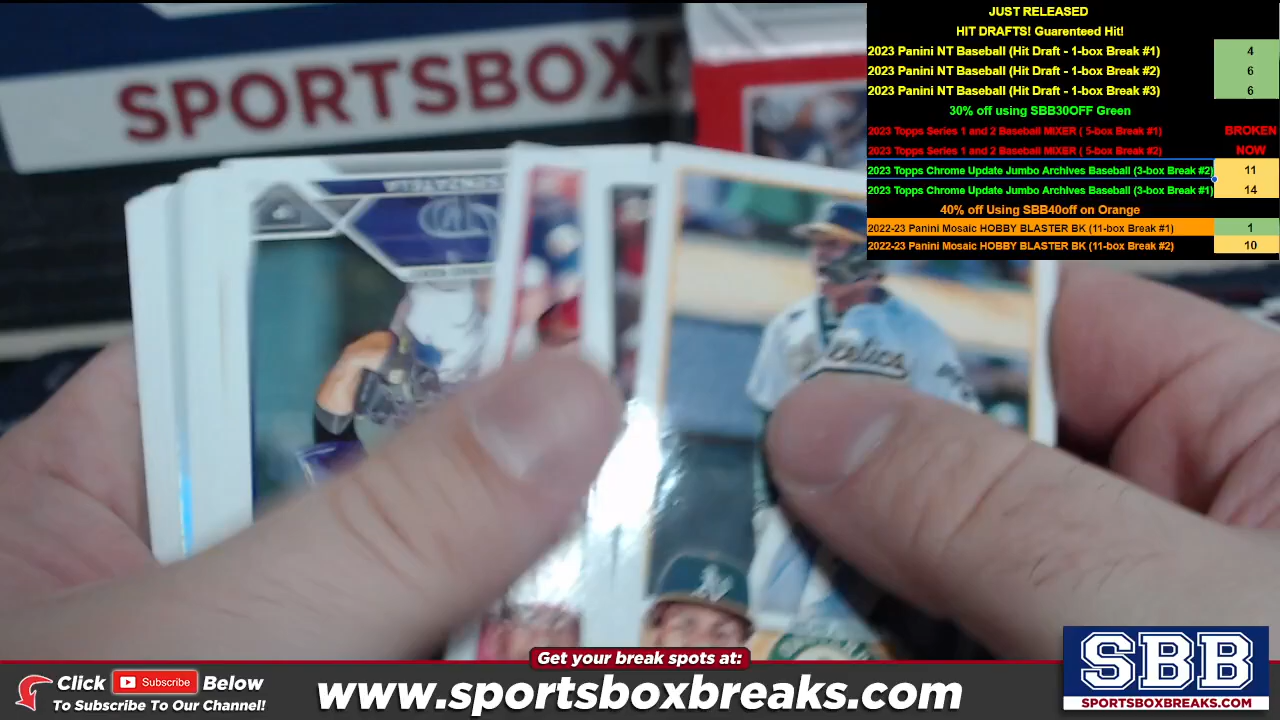 JUST RELEASED
HIT DRAFTS! Guarenteed Hit!
2023 Panini NT Baseball (Hit Draft - 1-box Break #1) 4
2023 Panini NT Baseball (Hit Draft - 1-box Break #2) 6
2023 Panini NT Baseball (Hit Draft - 1-box Break #3) 6
30% off using SBB30OFF Green
2023 Topps Series 1 and 2 Baseball MIXER ( 5-box Break #1) BROKEN
2023 Topps Series 1 and 2 Baseball MIXER ( 5-box Break #2) NOW
2023 Topps Chrome Update Jumbo Archives Baseball (3-box Break #2) 11
2023 Topps Chrome Update Jumbo Archives Baseball (3-box Break #1) 14
40% off Using SBB40off on Orange
2022-23 Panini Mosaic HOBBY BLASTER BK (11-box Break #1) 1
2022-23 Panini Mosaic HOBBY BLASTER BK (11-box Break #2) 10
SPORTSBOX
Get your break spots at:
Click Subscribe Below
To Subscribe To Our Channel!
www.sportsboxbreaks.com
SBB
SPORTSBOXBREAKS.COM